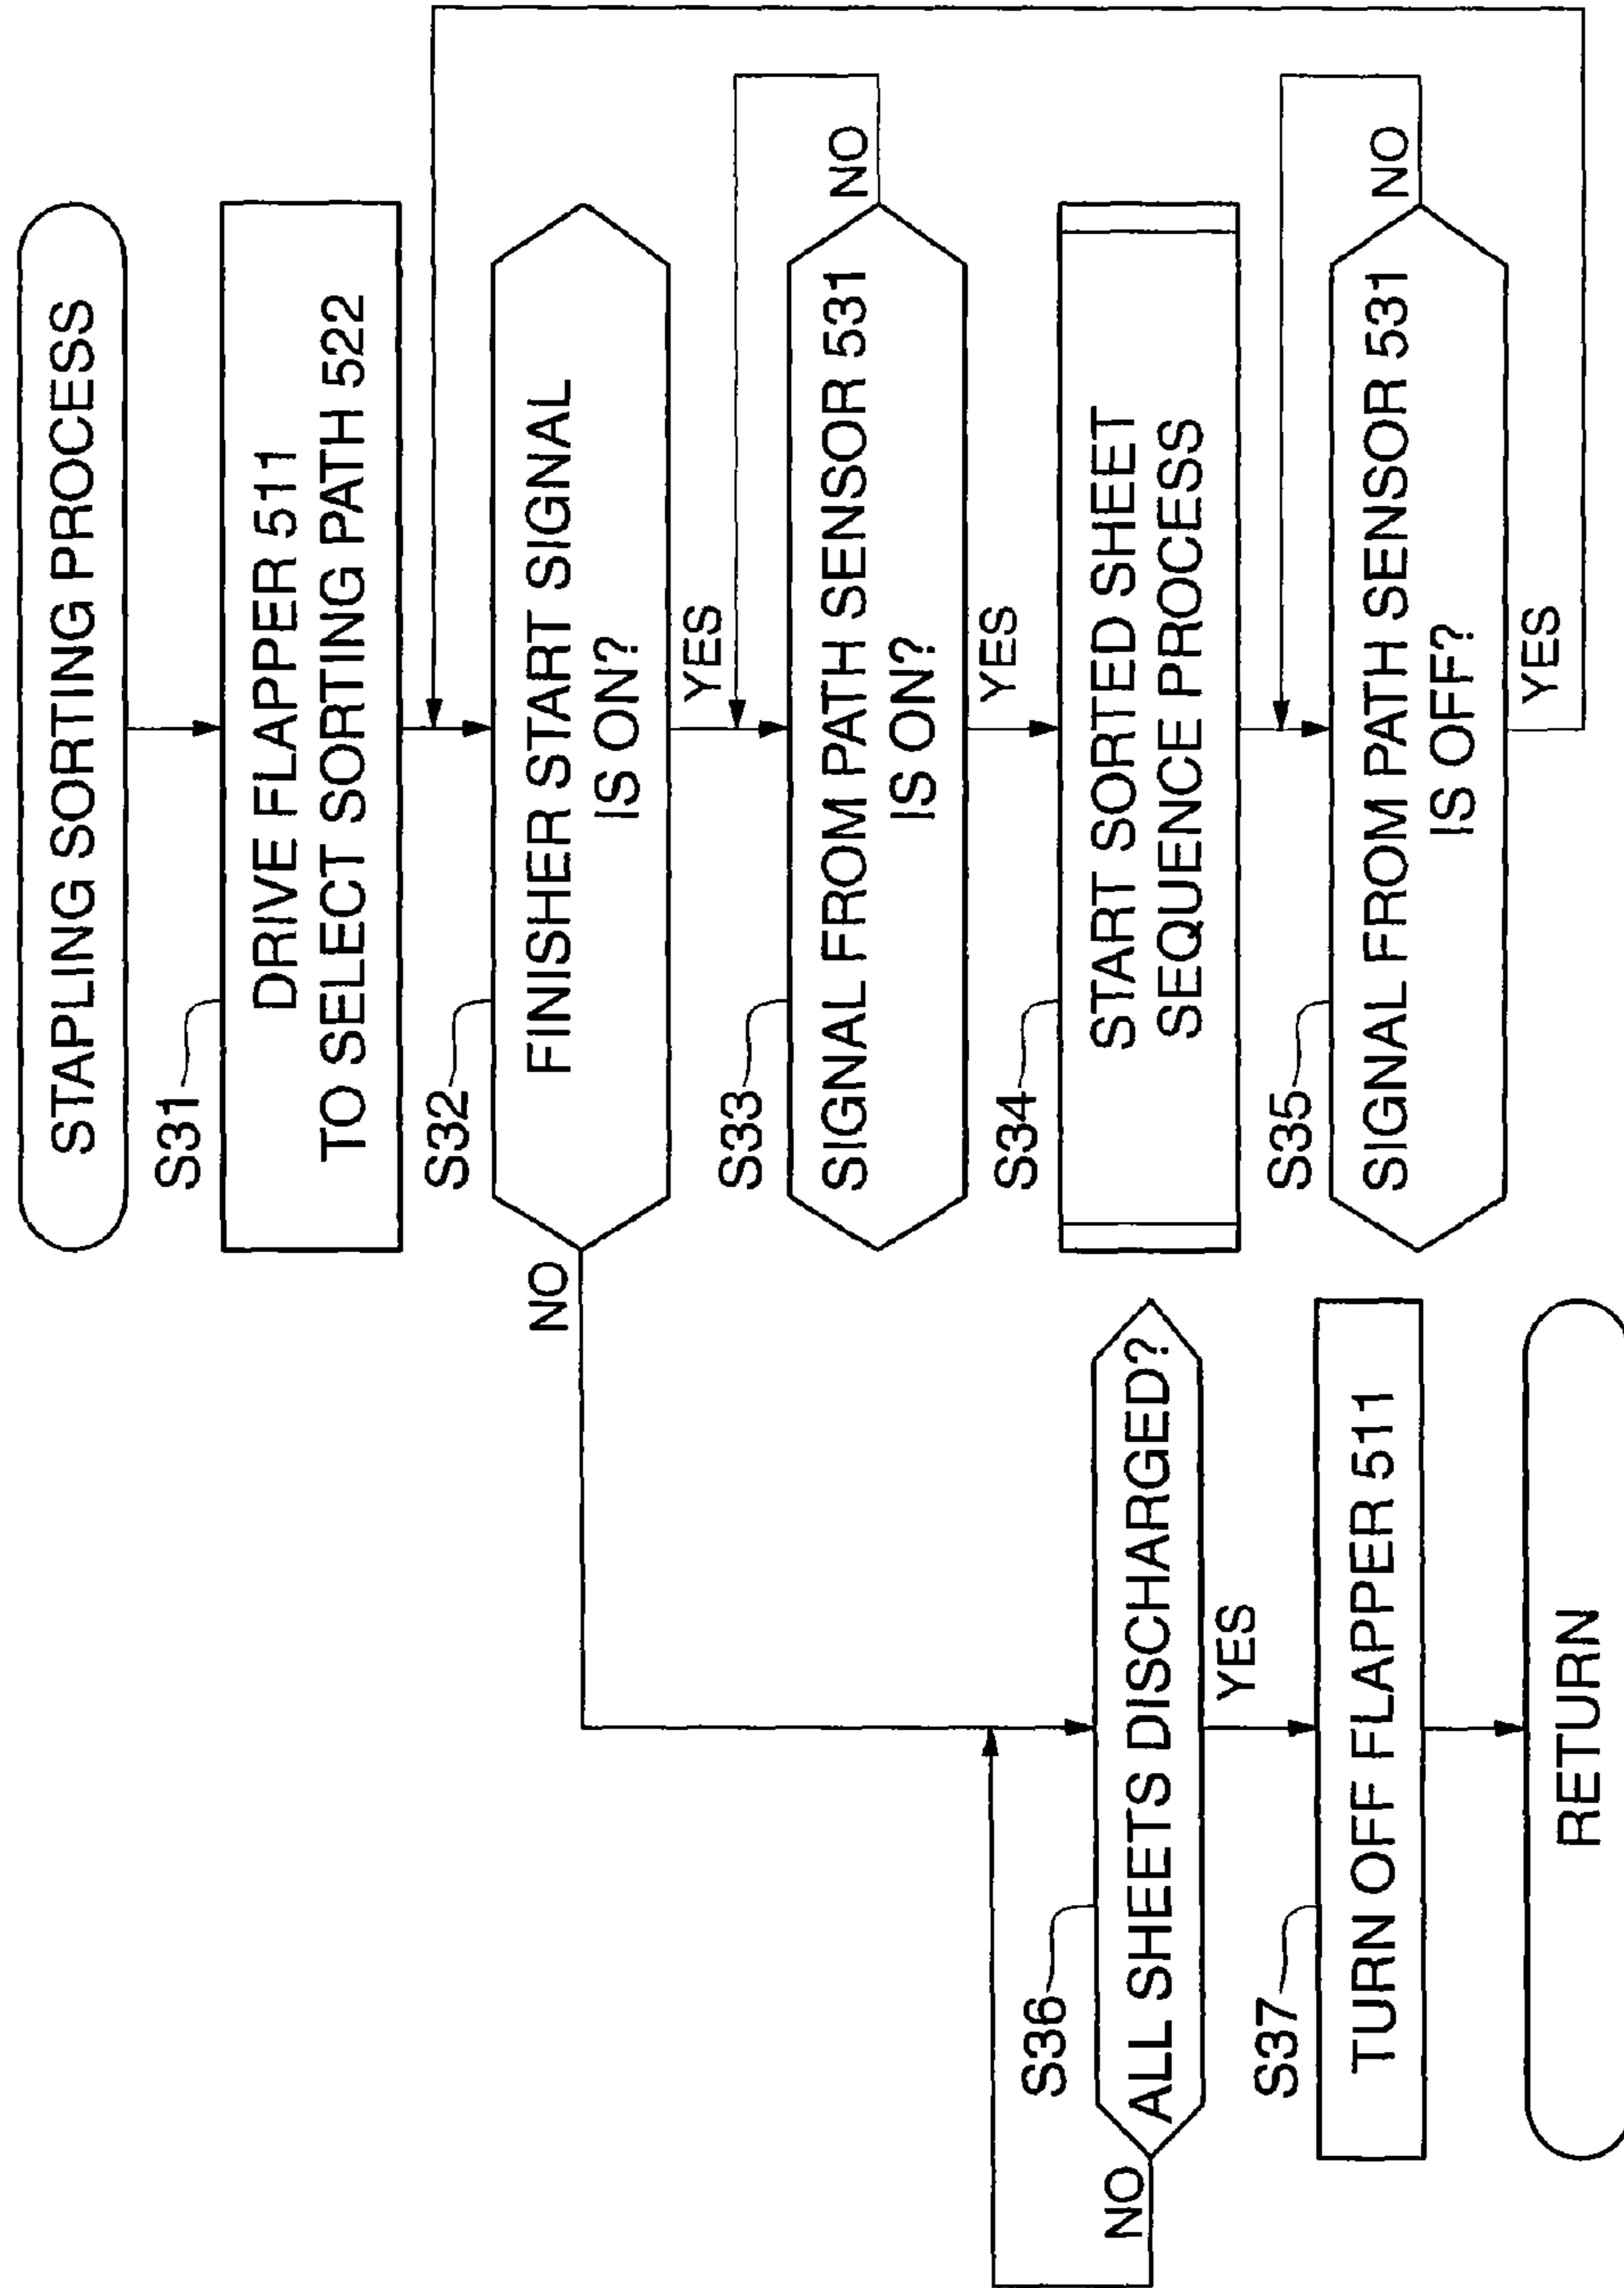 STAPLING SORTING PROCESS
S31
DRIVE FLAPPER 511
TO SELECT SORTING PATH 522
S32
FINISHER START SIGNAL
IS ON?
NO
YES
S33
SIGNAL FROM PATH SENSOR 531
IS ON?
NO
YES
S34
START SORTED SHEET
SEQUENCE PROCESS
S35
SIGNAL FROM PATH SENSOR 531
IS OFF?
NO
YES
S36
ALL SHEETS DISCHARGED?
NO
YES
S37
TURN OFF FLAPPER 511
RETURN